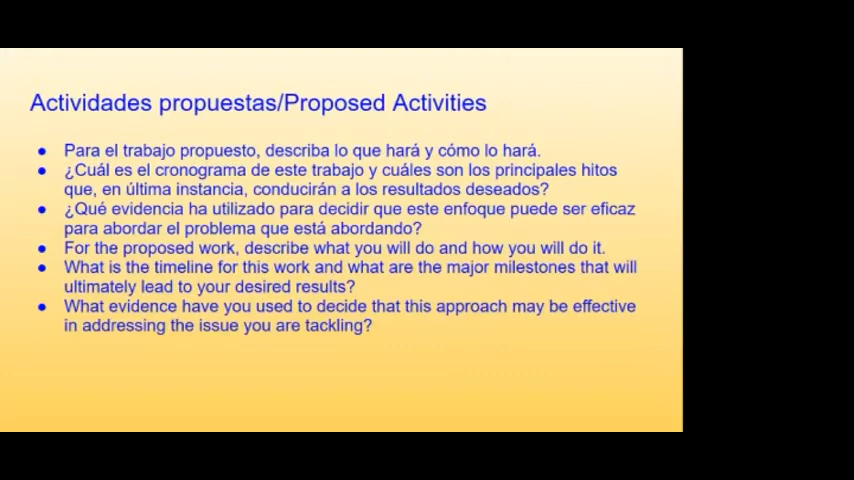 Actividades propuestas/Proposed Activities
● Para el trabajo propuesto, describa lo que hará y cómo lo hará.
● ¿Cuál es el cronograma de este trabajo y cuáles son los principales hitos
que, en última instancia, conducirán a los resultados deseados?
● ¿Qué evidencia ha utilizado para decidir que este enfoque puede ser eficaz
para abordar el problema que está abordando?
● For the proposed work, describe what you will do and how you will do it.
● What is the timeline for this work and what are the major milestones that will
ultimately lead to your desired results?
● What evidence have you used to decide that this approach may be effective
in addressing the issue you are tackling?